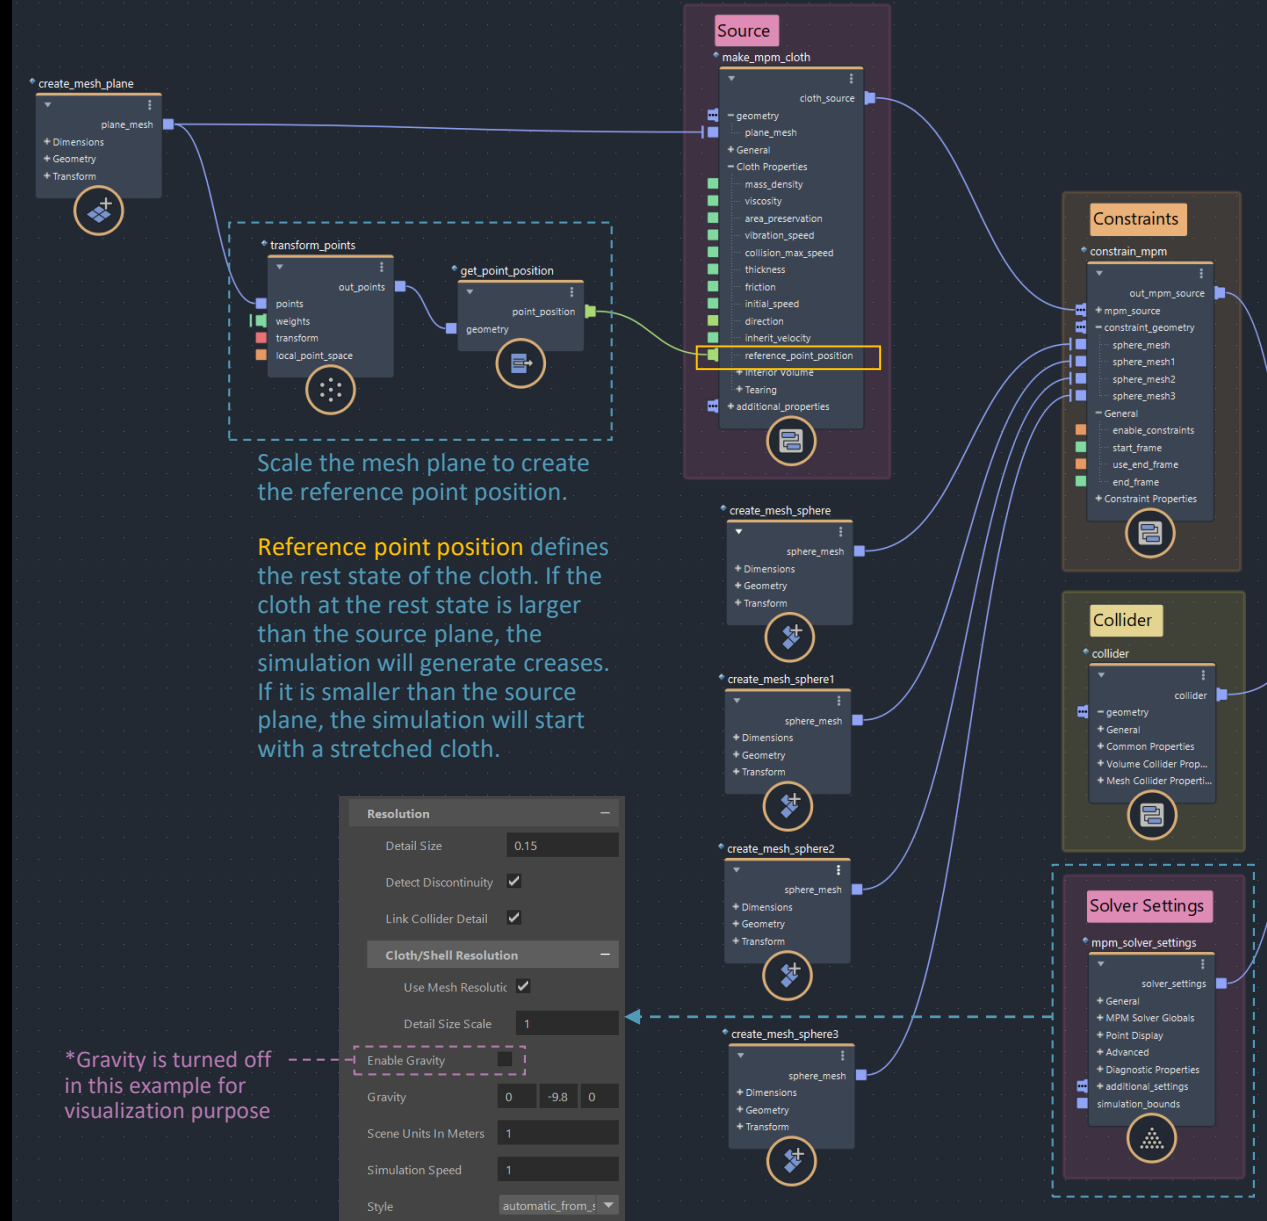 create_mesh_plane
plane_mesh
+ Dimensions
+ Geometry
+ Transform
transform_points
out_points
points
weights
transform
local_point_space
get_point_position
point_position
geometry
Scale the mesh plane to create
the reference point position.
Reference point position defines
the rest state of the cloth. If the
cloth at the rest state is larger
than the source plane, the
simulation will generate creases.
If it is smaller than the source
plane, the simulation will start
with a stretched cloth.
Source
make_mpm_cloth
cloth_source
geometry
plane_mesh
+ General
Cloth Properties
mass_density
viscosity
area_preservation
vibration_speed
collision_max_speed
thickness
friction
initial_speed
direction
inherit_velocity
reference_point_position
+ Interior Volume
+ Tearing
+ additional_properties
create_mesh_sphere
sphere_mesh
+ Dimensions
+ Geometry
+ Transform
create_mesh_sphere1
sphere_mesh
+ Dimensions
+ Geometry
+ Transform
create_mesh_sphere2
sphere_mesh
+ Dimensions
+ Geometry
+ Transform
create_mesh_sphere3
sphere_mesh
+ Dimensions
+ Geometry
+ Transform
Constraints
constrain_mpm
out_mpm_source
+ mpm_source
constraint_geometry
sphere_mesh
sphere_mesh1
sphere_mesh2
sphere_mesh3
General
enable_constraints
start_frame
use_end_frame
end_frame
+ Constraint Properties
Collider
collider
collider
geometry
+ General
+ Common Properties
+ Volume Collider Prop...
+ Mesh Collider Properti...
Solver Settings
mpm_solver_settings
solver_settings
+ General
+ MPM Solver Globals
+ Point Display
+ Advanced
+ Diagnostic Properties
+ additional_settings
simulation_bounds
Resolution
Detail Size 0.15
Detect Discontinuity
Link Collider Detail
Cloth/Shell Resolution
Use Mesh Resolutic
Detail Size Scale 1
Enable Gravity
Gravity 0 -9.8 0
Scene Units In Meters 1
Simulation Speed 1
Style automatic_from_s
*Gravity is turned off
in this example for
visualization purpose